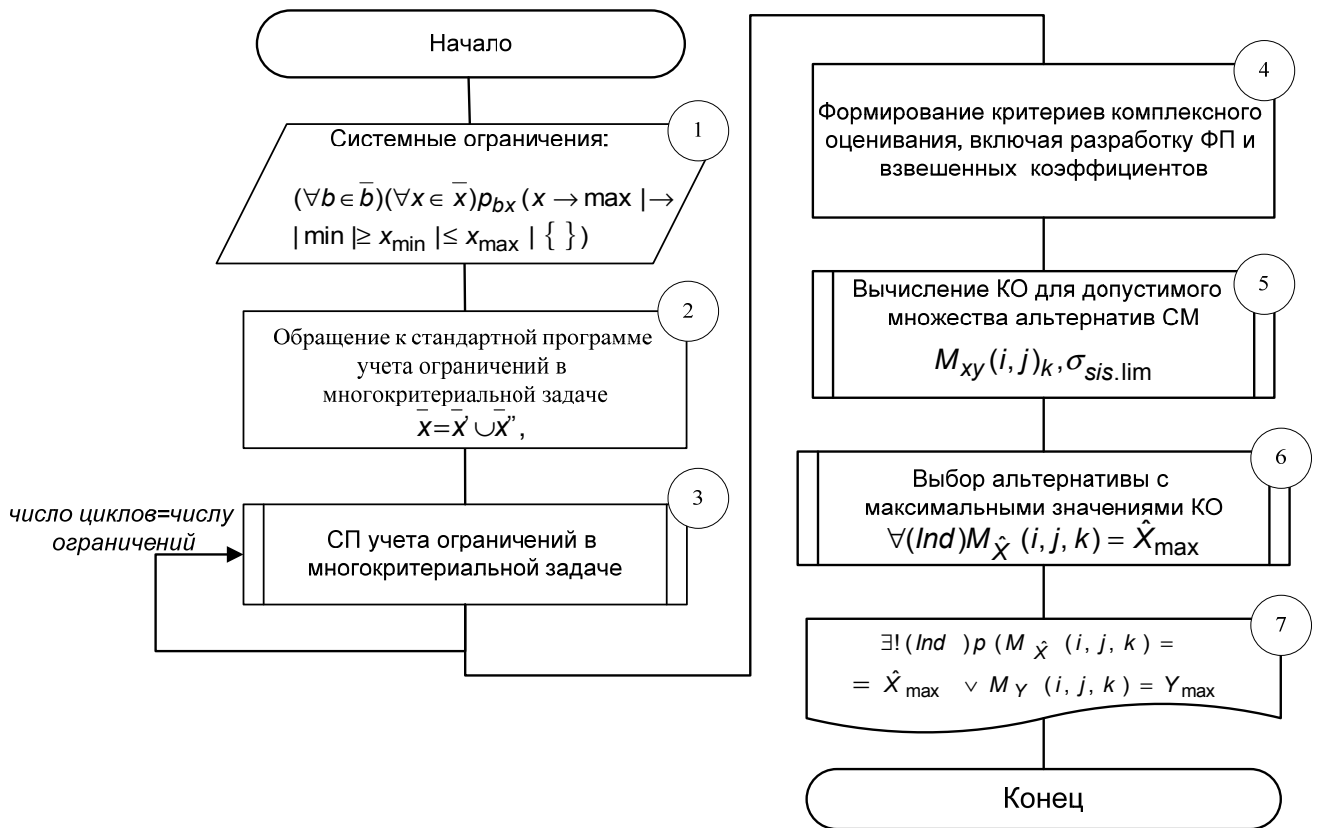 Начало
1
Системные ограничения:
(∀b ∈ b̅)(∀x ∈ x̅)p_bx (x → max | →
| min |≥ x_min |≤ x_max | { })
2
Обращение к стандартной программе
учета ограничений в
многокритериальной задаче
x̅ = x̅' ∪ x̅",
3
число циклов=числу
ограничений
СП учета ограничений в
многокритериальной задаче
4
Формирование критериев комплексного
оценивания, включая разработку ФП и
взвешенных коэффициентов
5
Вычисление КО для допустимого
множества альтернатив СМ
M_xy (i, j)_k, σ_sis.lim
6
Выбор альтернативы с
максимальными значениями КО
∀(Ind)M_X̂ (i, j, k) = X̂_max
7
∃! (Ind ) p (M_X̂ (i, j, k ) =
= X̂_max ∨ M_Y (i, j, k ) = Y_max
Конец